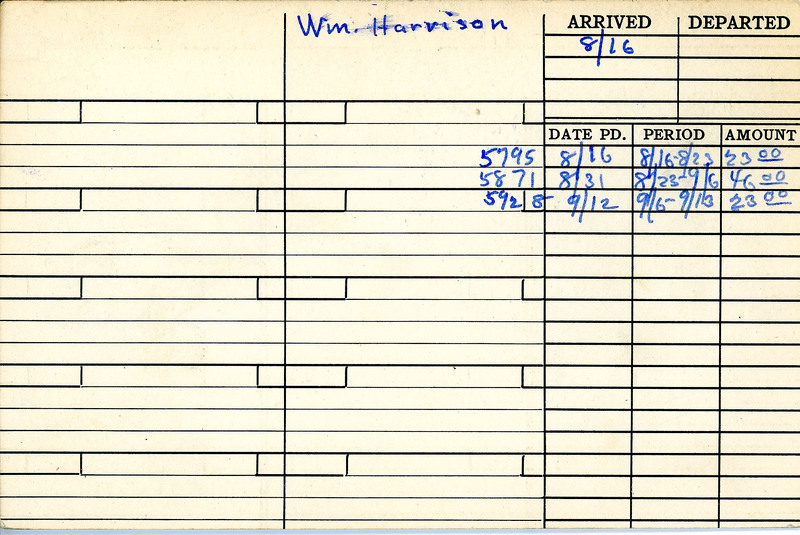 Wm. Harrison
ARRIVED DEPARTED
8/16
DATE PD. PERIOD AMOUNT
5795 8/16 8/16-8/23 23 00
5871 8/31 8/23-9/6 46 00
5928 9/12 9/6-9/13 23 00